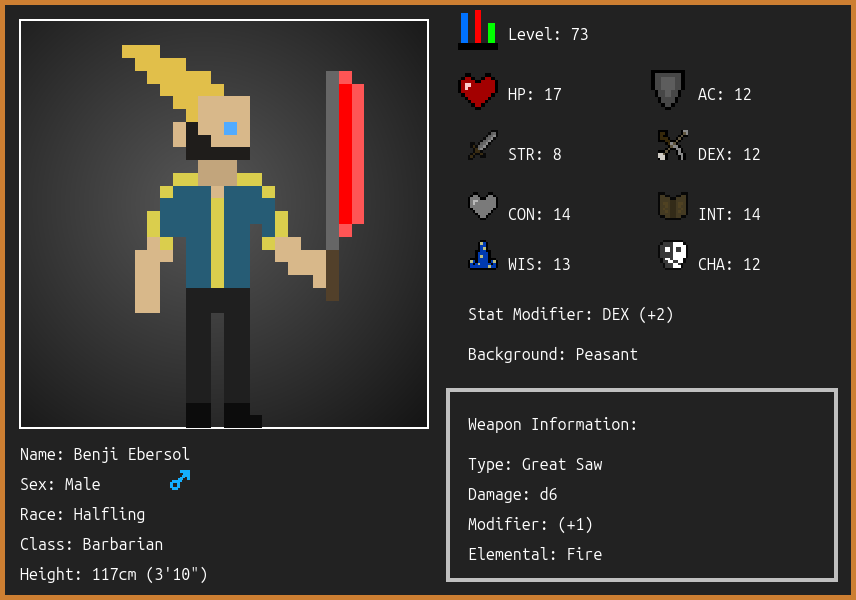 Level: 73
HP: 17
AC: 12
STR: 8
DEX: 12
CON: 14
INT: 14
WIS: 13
CHA: 12
Stat Modifier: DEX (+2)
Background: Peasant
Weapon Information:
Type: Great Saw
Damage: d6
Modifier: (+1)
Elemental: Fire
Name: Benji Ebersol
Sex: Male
Race: Halfling
Class: Barbarian
Height: 117cm (3'10")